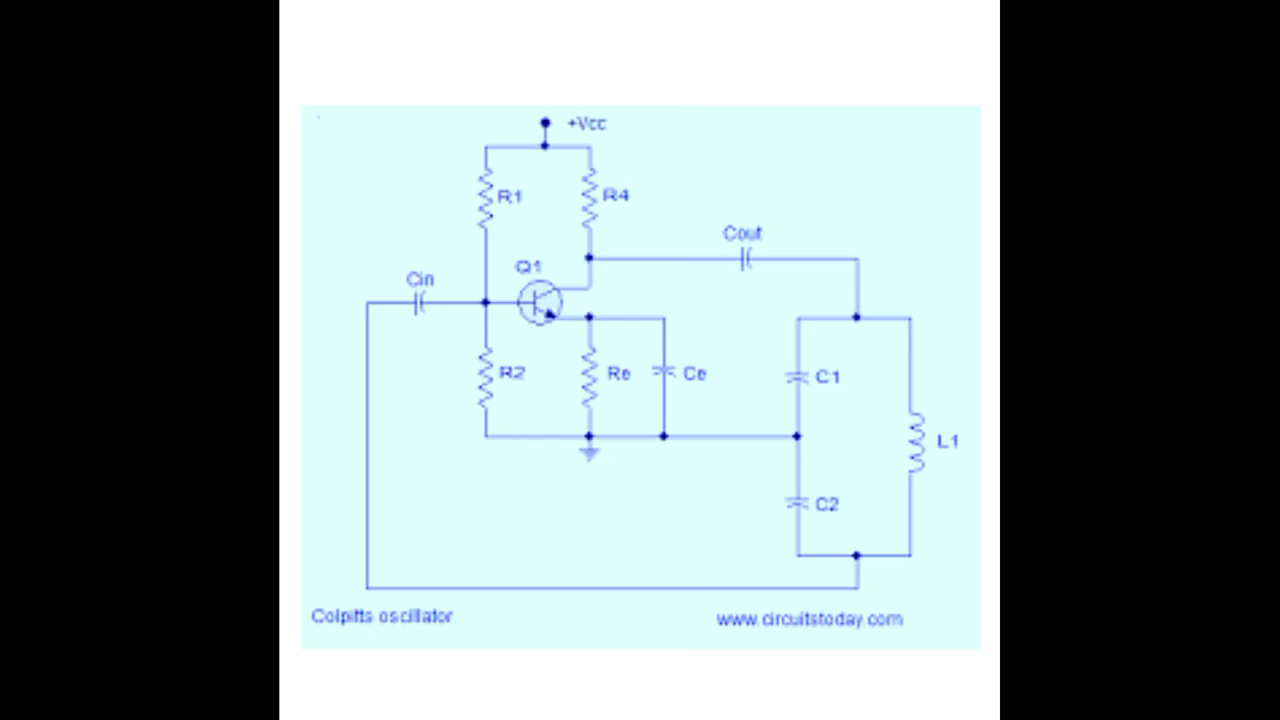 +Vcc
R1
R4
Cout
Q1
Cin
R2
Re
Ce
C1
L1
C2
Colpitts oscillator
www.circuitstoday.com